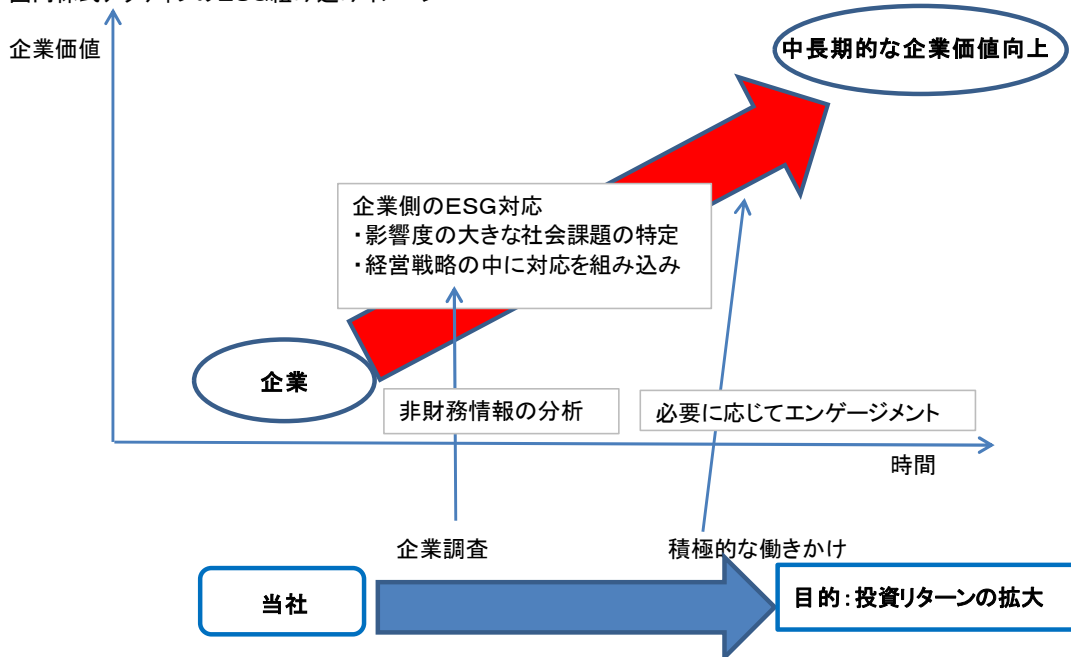 企業価値
中長期的な企業価値向上
企業側のESG対応
・影響度の大きな社会課題の特定
・経営戦略の中に対応を組み込み
企業
非財務情報の分析
必要に応じてエンゲージメント
時間
企業調査
積極的な働きかけ
当社
目的：投資リターンの拡大